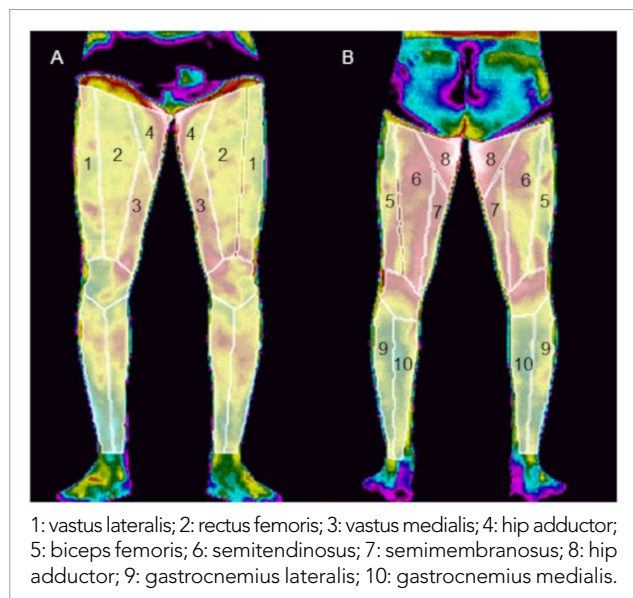 A B
4 4 8 8
1 2 2 1 6 6
3 3 5 7 7 5
9 10 10 9
1: vastus lateralis; 2: rectus femoris; 3: vastus medialis; 4: hip adductor;
5: biceps femoris; 6: semitendinosus; 7: semimembranosus; 8: hip
adductor; 9: gastrocnemius lateralis; 10: gastrocnemius medialis.